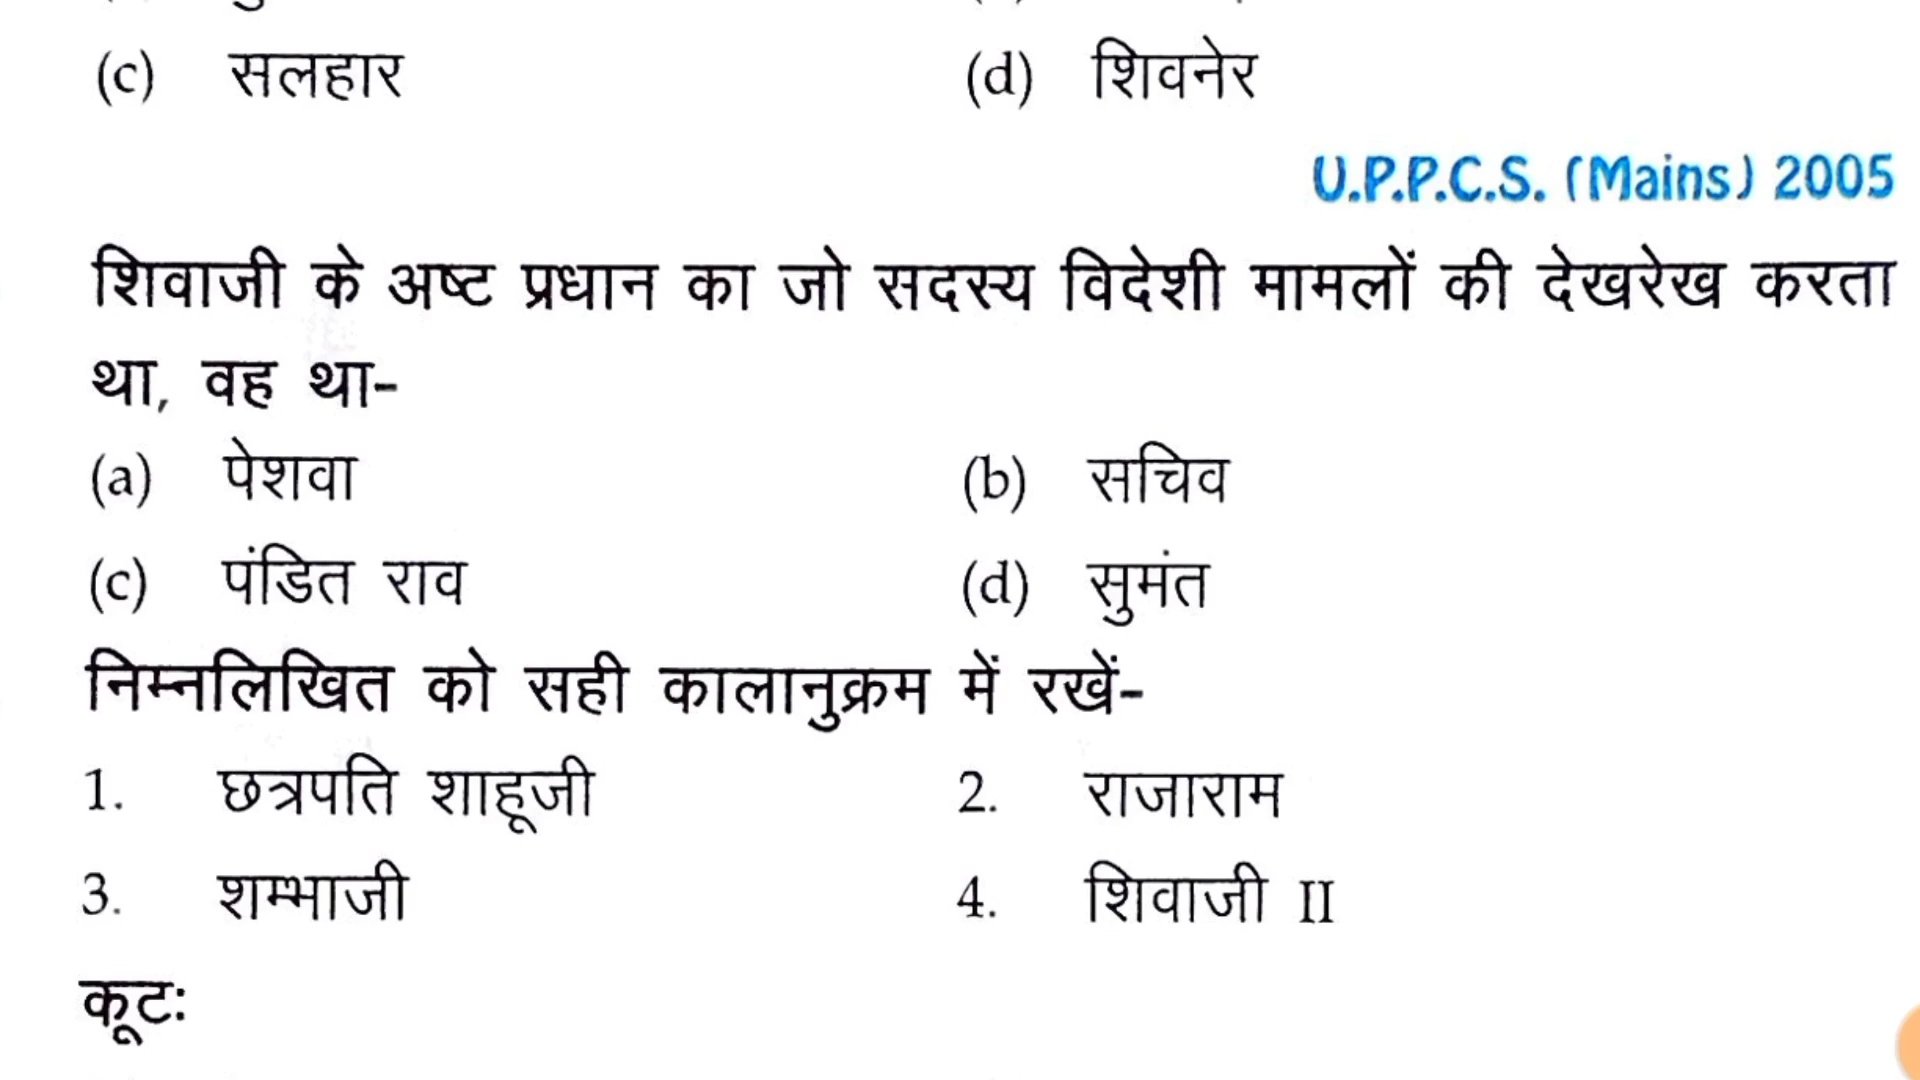 (c) सलहार (d) शिवनेर
U.P.P.C.S. (Mains) 2005
शिवाजी के अष्ट प्रधान का जो सदस्य विदेशी मामलों की देखरेख करता
था, वह था-
(a) पेशवा (b) सचिव
(c) पंडित राव (d) सुमंत
निम्नलिखित को सही कालानुक्रम में रखें-
1. छत्रपति शाहूजी 2. राजाराम
3. शम्भाजी 4. शिवाजी II
कूटः